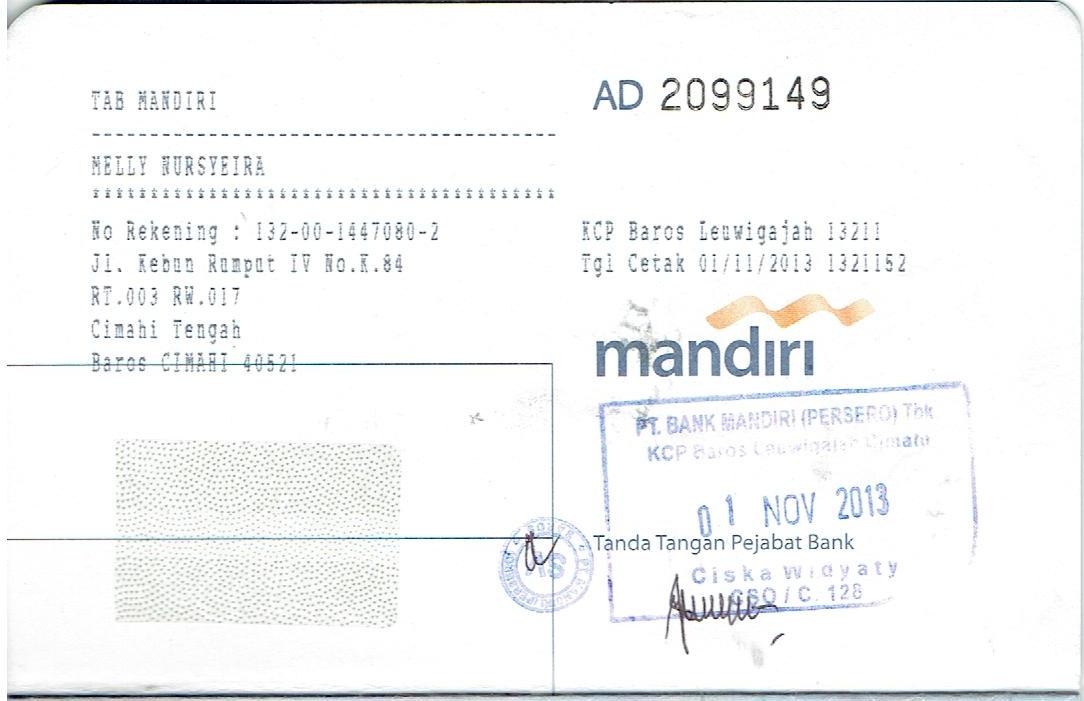 TAB MANDIRI
MELLY NURSYEIRA
No Rekening : 132-00-1447080-2
Jl. Kebun Rumput IV No.K.84
RT.003 RW.017
Cimahi Tengah
Baros CIMAHI 40521
AD 2099149
KCP Baros Leuwigajah 13211
Tgl Cetak 01/11/2013 1321152
mandiri
PT. BANK MANDIRI (PERSERO) Tbk
KCP Baros Leuwigajah
01 NOV 2013
Tanda Tangan Pejabat Bank
Ciska Widyaty
CSO / C. 128